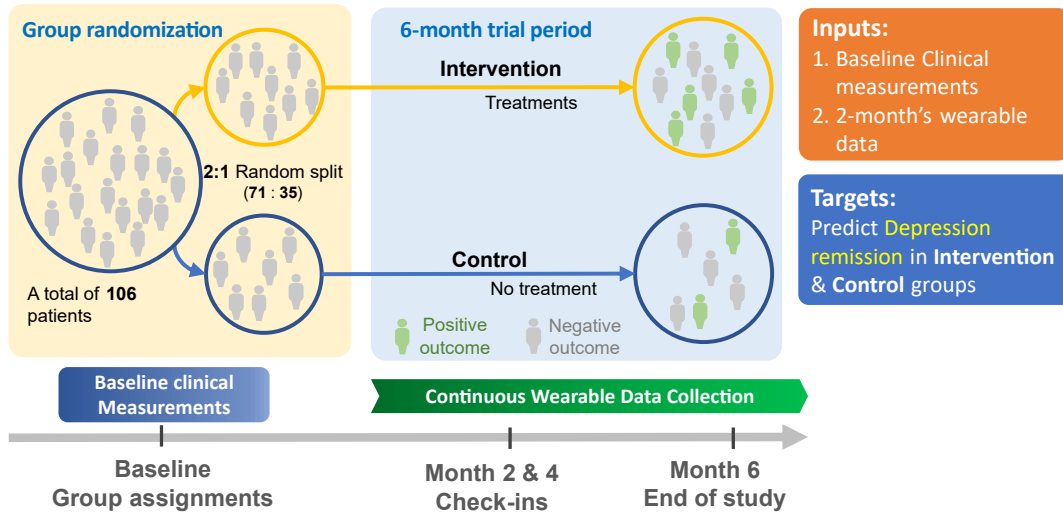 Group randomization
2:1 Random split
(71 : 35)
A total of 106
patients
6-month trial period
Intervention
Treatments
Control
No treatment
Positive
outcome
Negative
outcome
Inputs:
1. Baseline Clinical
measurements
2. 2-month's wearable
data
Targets:
Predict Depression
remission in Intervention
& Control groups
Baseline clinical
Measurements
Continuous Wearable Data Collection
Baseline
Group assignments
Month 2 & 4
Check-ins
Month 6
End of study